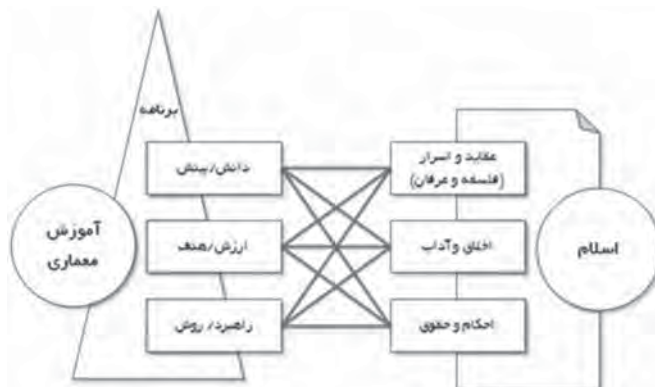 برنامه
عقاید و اسرار
(فلسفه و عرفان)
دانش/بینش
آموزش
معماری
ارزش/هدف
اخلاق و آداب
اسلام
راهبرد/ روش
احکام و حقوق